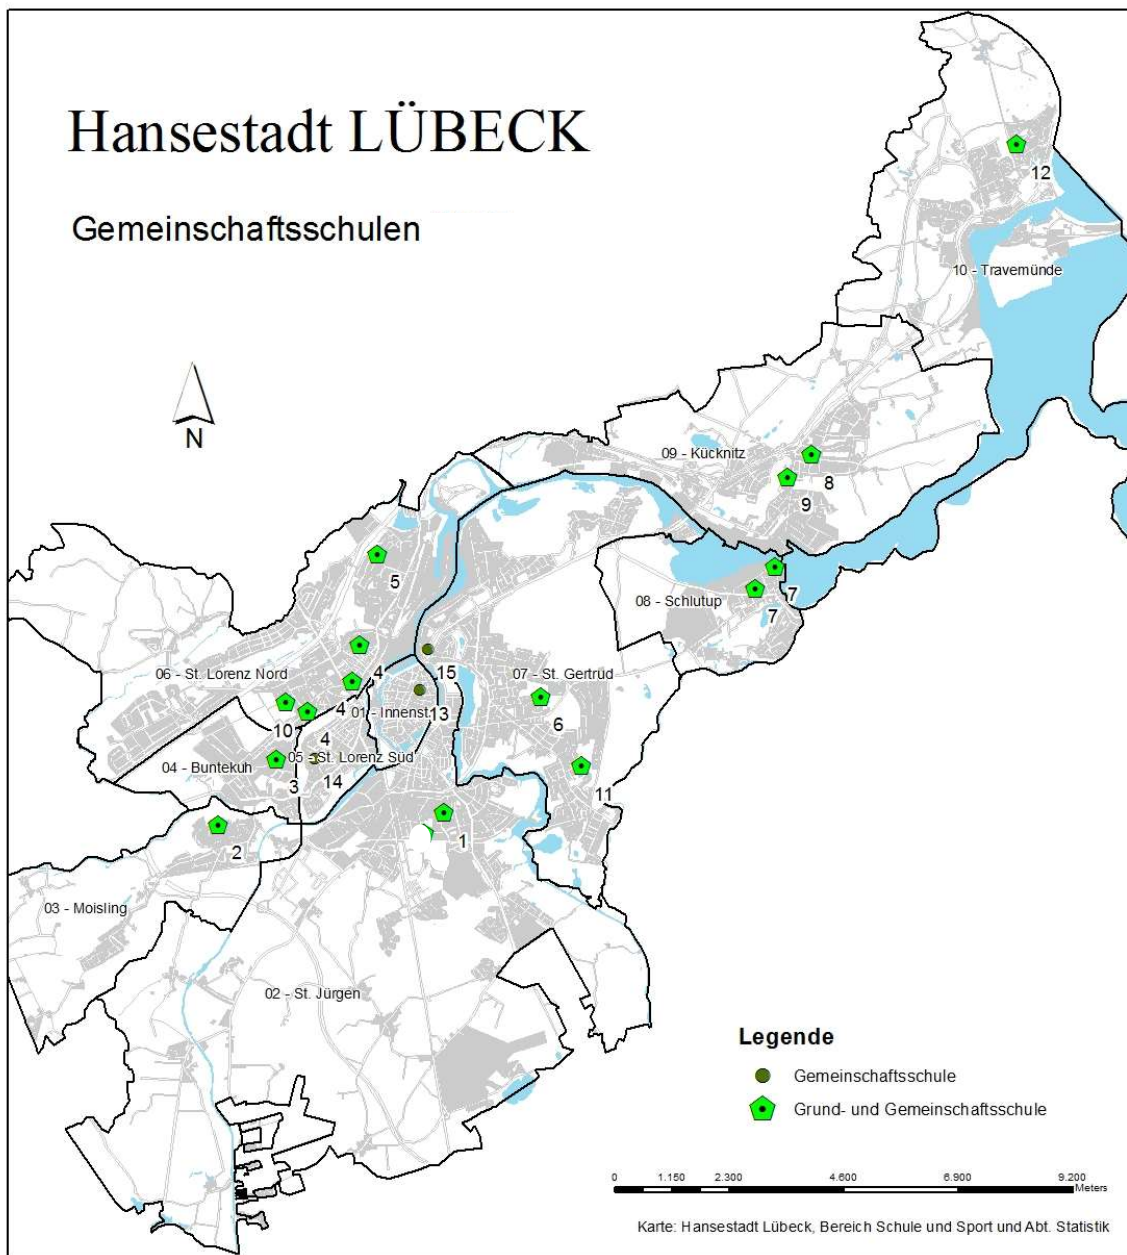 Hansestadt LÜBECK
Gemeinschaftsschulen
12
10 - Travemünde
N
09 - Kücknitz
8
9
5
7
08 - Schlutup
7
06 - St. Lorenz Nord
4
15
07 - St. Gertrud
4
01 - Innenst.
13
6
10
4
05 - St. Lorenz Süd
04 - Buntekuh
3
14
11
1
2
03 - Moisling
02 - St. Jürgen
Legende
Gemeinschaftsschule
Grund- und Gemeinschaftsschule
0 1.150 2.300 4.600 6.900 9.200
Meters
Karte: Hansestadt Lübeck, Bereich Schule und Sport und Abt. Statistik